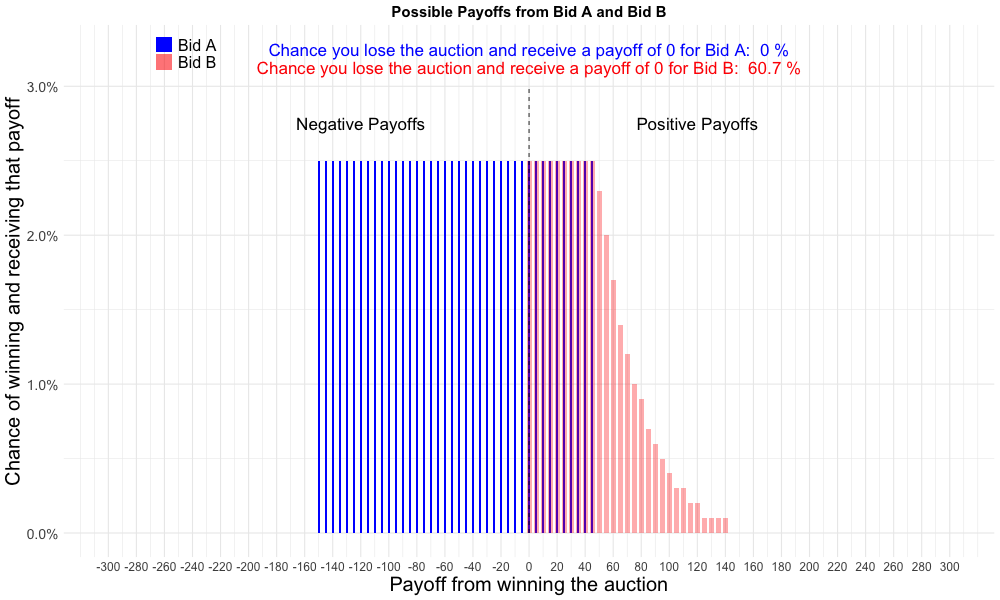 Possible Payoffs from Bid A and Bid B
Bid A
Bid B
Chance you lose the auction and receive a payoff of 0 for Bid A:  0 %
Chance you lose the auction and receive a payoff of 0 for Bid B:  60.7 %
Negative Payoffs
Positive Payoffs
Chance of winning and receiving that payoff
3.0%
2.0%
1.0%
0.0%
-300 -280 -260 -240 -220 -200 -180 -160 -140 -120 -100 -80 -60 -40 -20 0 20 40 60 80 100 120 140 160 180 200 220 240 260 280 300
Payoff from winning the auction